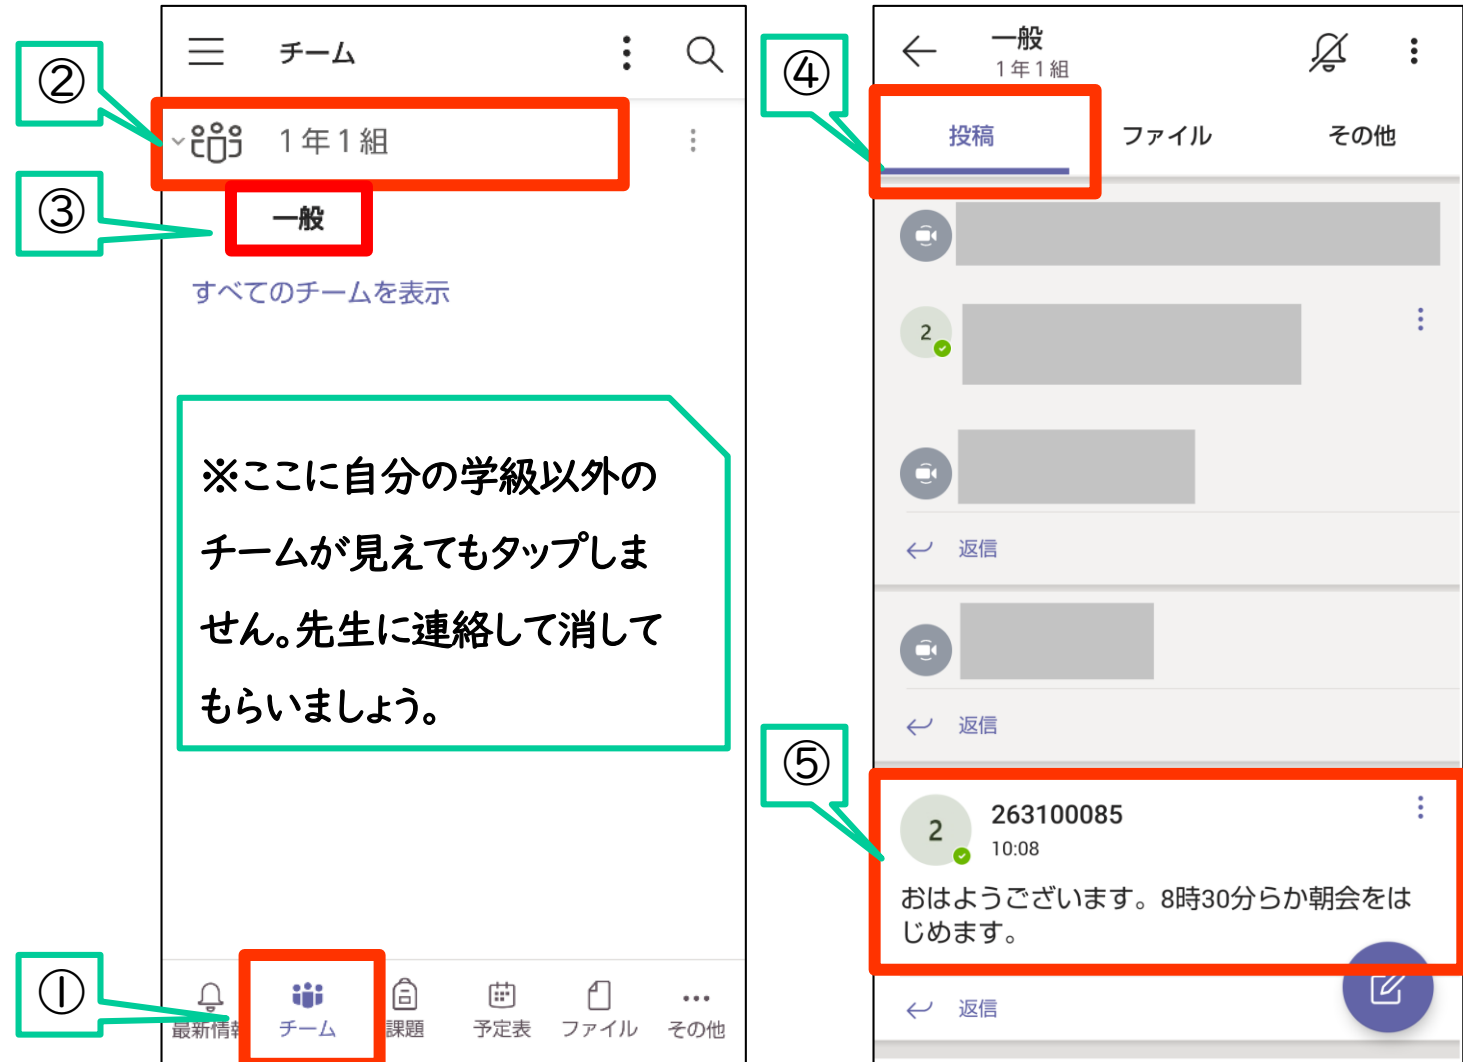 ②
チーム
1年1組
③
一般
すべてのチームを表示
※ここに自分の学級以外の
チームが見えてもタップしま
せん。先生に連絡して消して
もらいましょう。
①
最新情報
チーム
課題
予定表
ファイル
その他
④
一般
1年1組
投稿
ファイル
その他
2
返信
返信
⑤
2
263100085
10:08
おはようございます。8時30分らか朝会をは
じめます。
返信